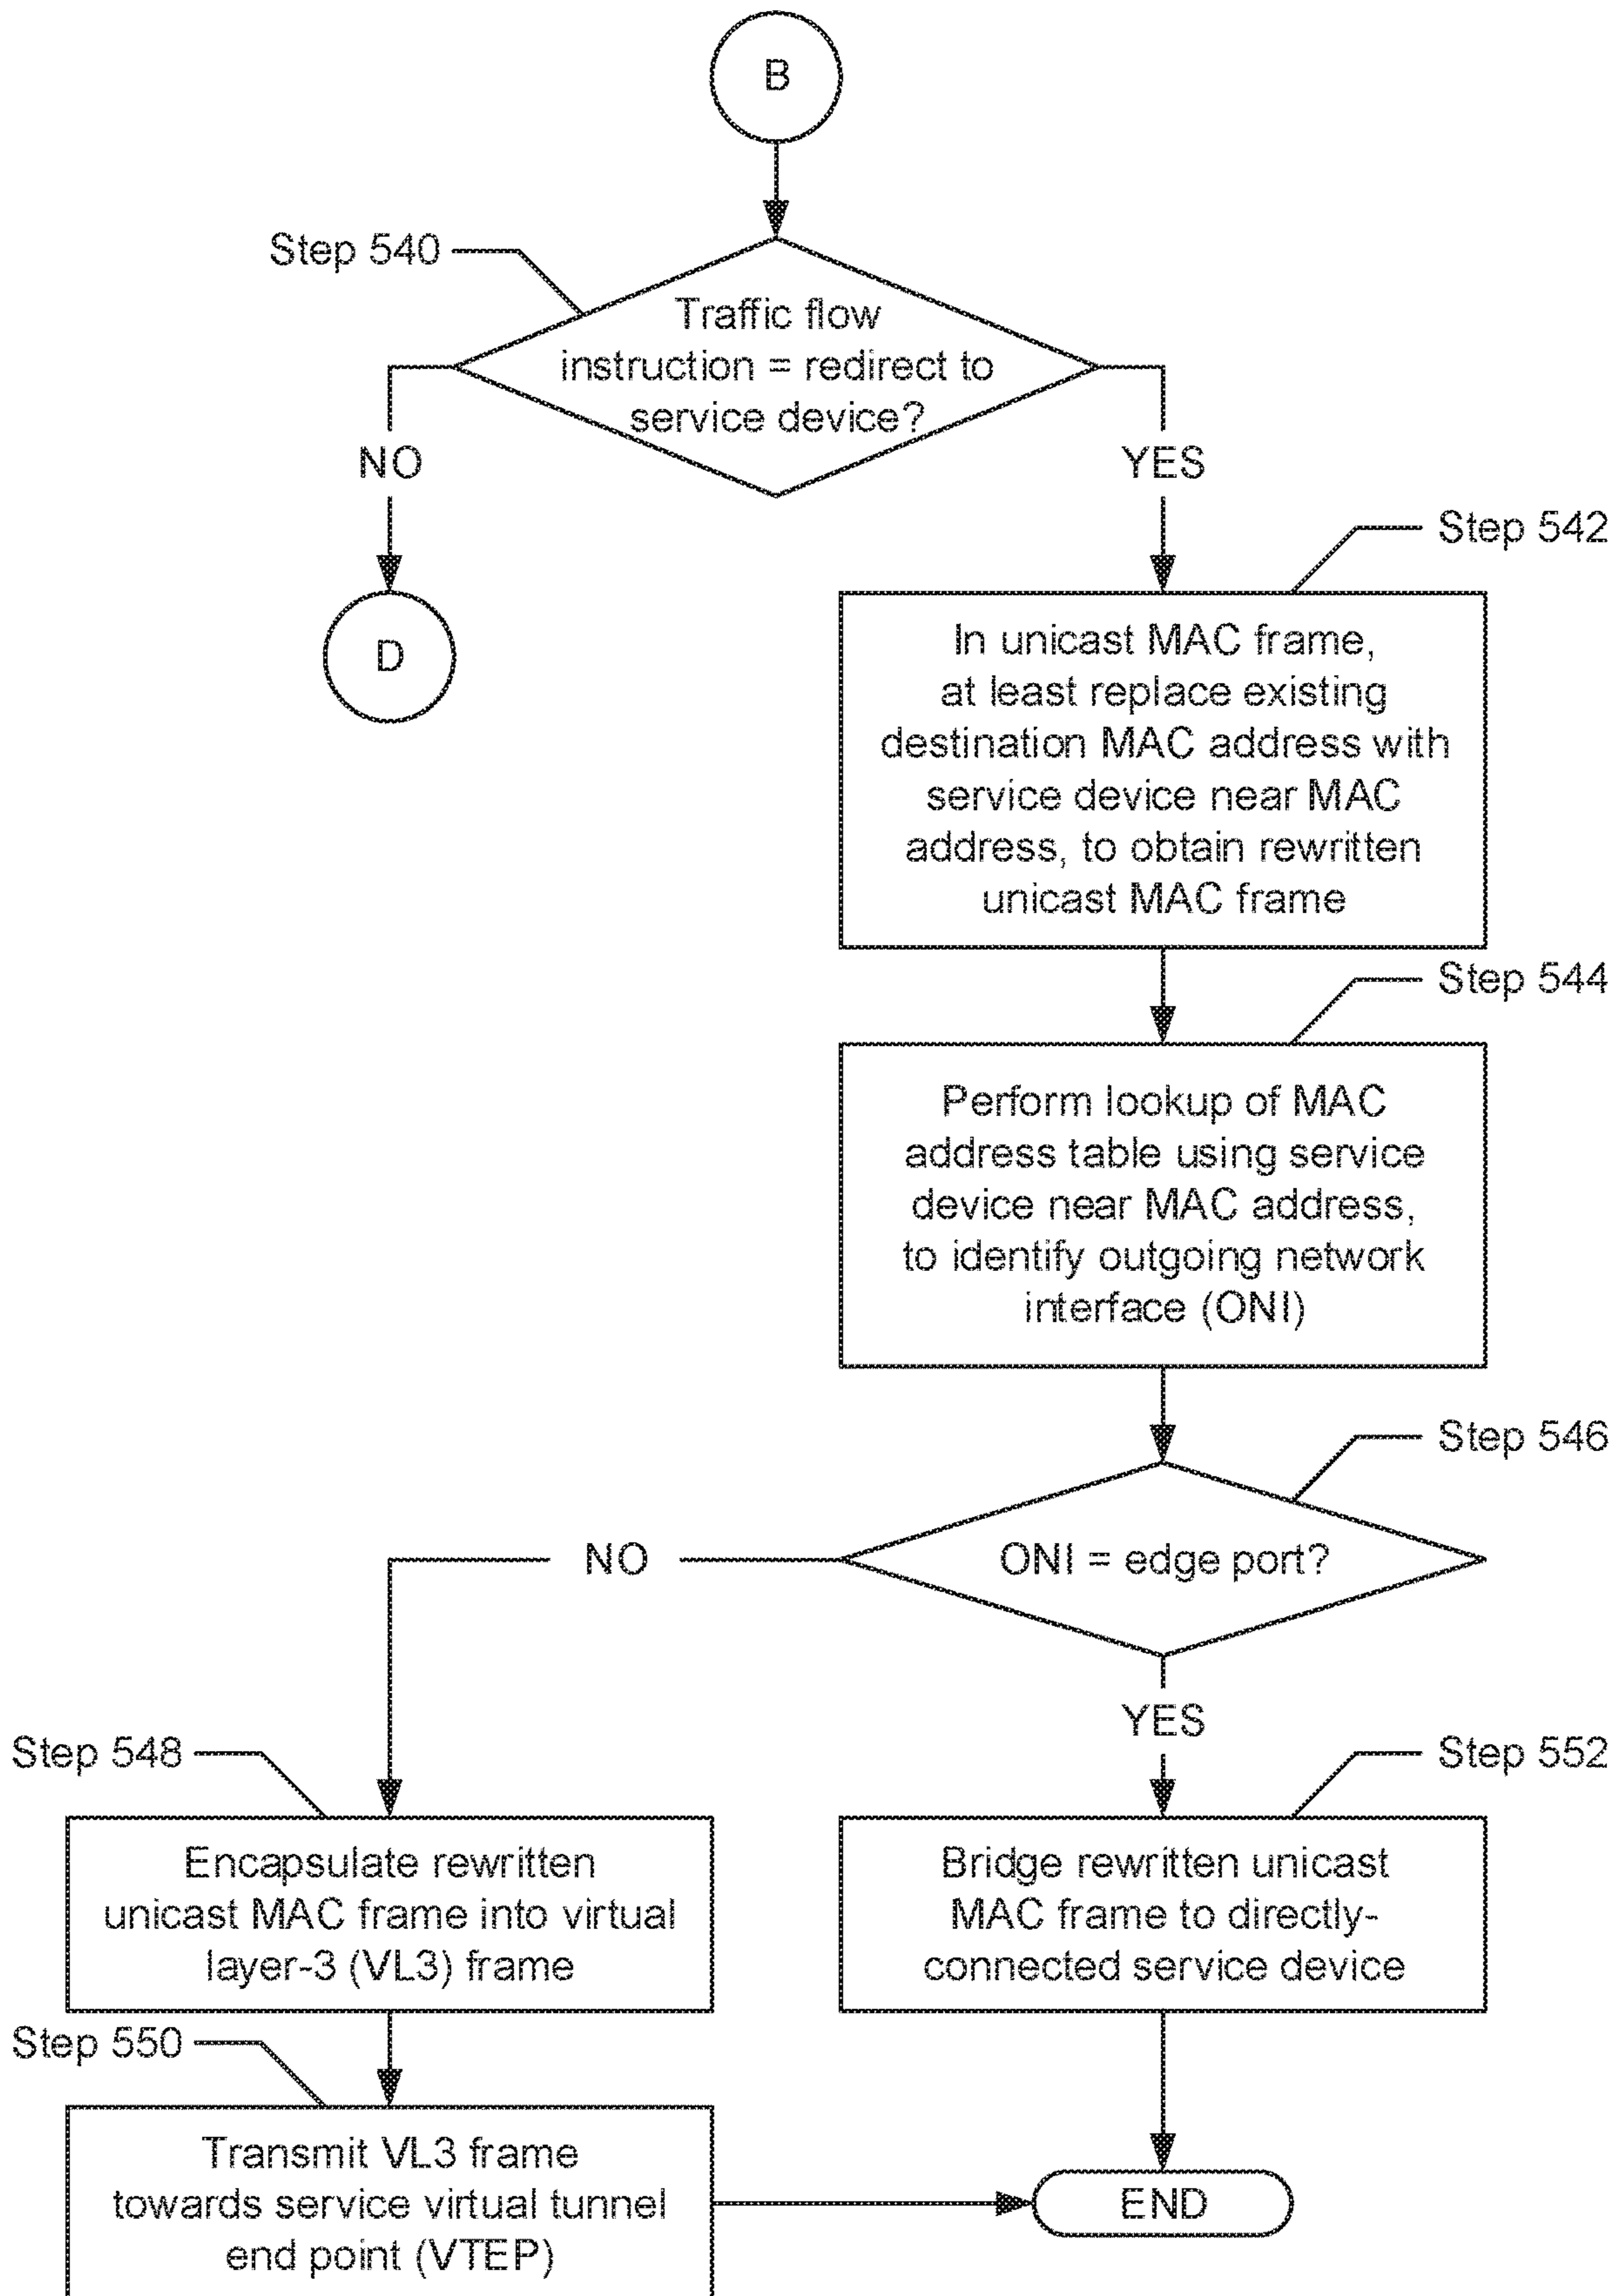 B
Step 540
Traffic flow
instruction = redirect to
service device?
NO
YES
D
Step 542
In unicast MAC frame,
at least replace existing
destination MAC address with
service device near MAC
address, to obtain rewritten
unicast MAC frame
Step 544
Perform lookup of MAC
address table using service
device near MAC address,
to identify outgoing network
interface (ONI)
Step 546
ONI = edge port?
NO
YES
Step 548
Encapsulate rewritten
unicast MAC frame into virtual
layer-3 (VL3) frame
Step 552
Bridge rewritten unicast
MAC frame to directly-
connected service device
Step 550
Transmit VL3 frame
towards service virtual tunnel
end point (VTEP)
END